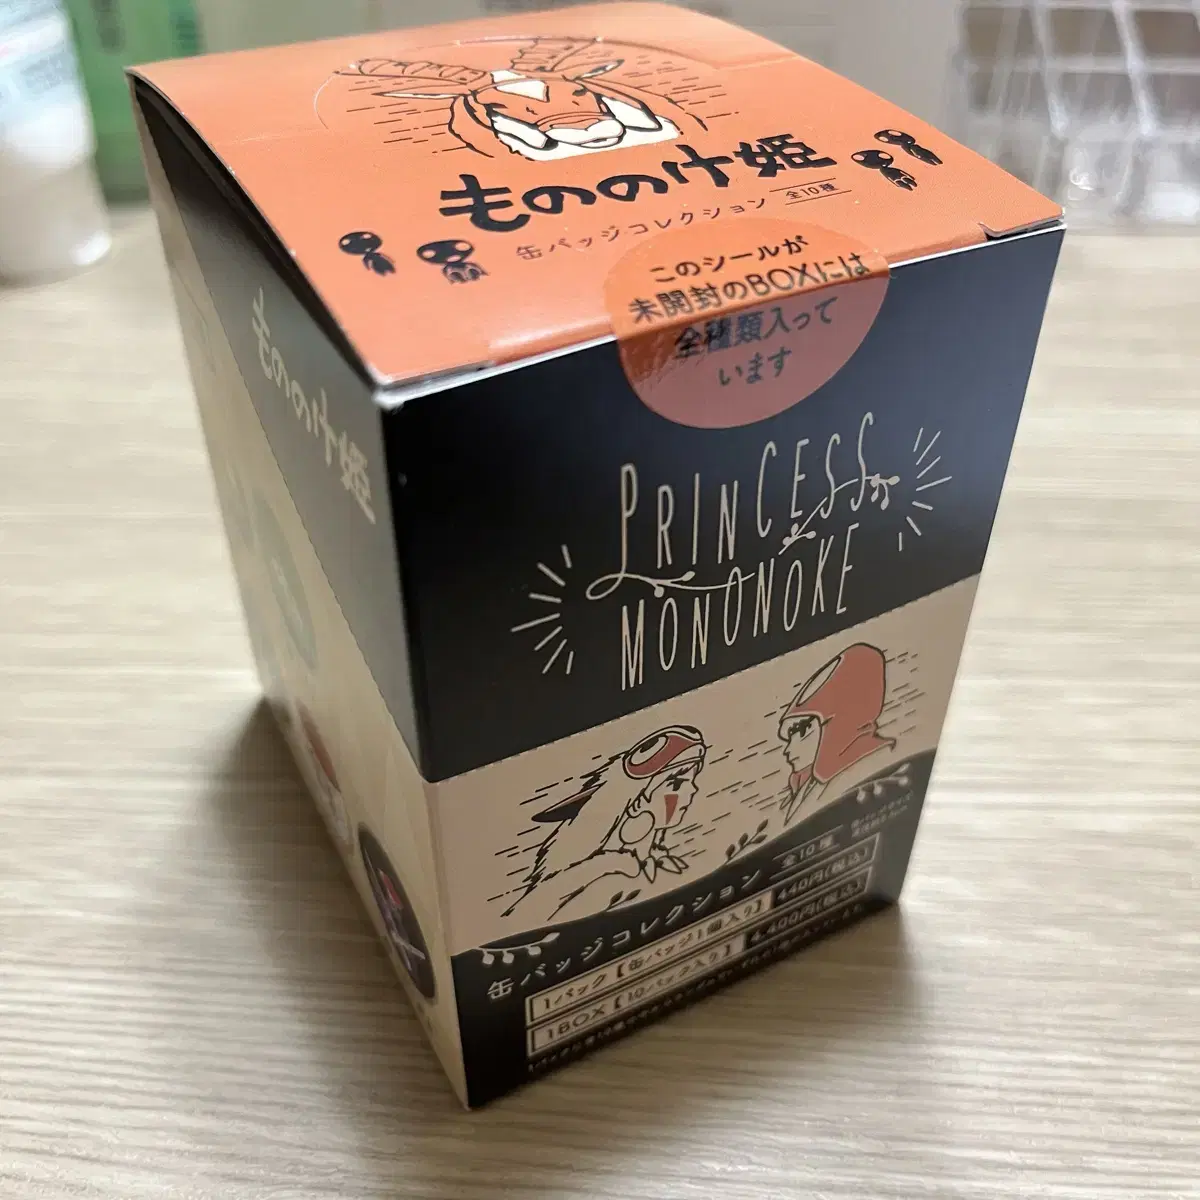 もののけ姫
缶バッジコレクション 全10種
このシールが
未開封のBOXには
全種類入って
います
もののけ姫
PRINCESS
MONONOKE
缶バッジコレクション 全10種
1パック【缶バッジ1個入り】 440円(税込)
1BOX【10パック入り】 4,400円(税込)